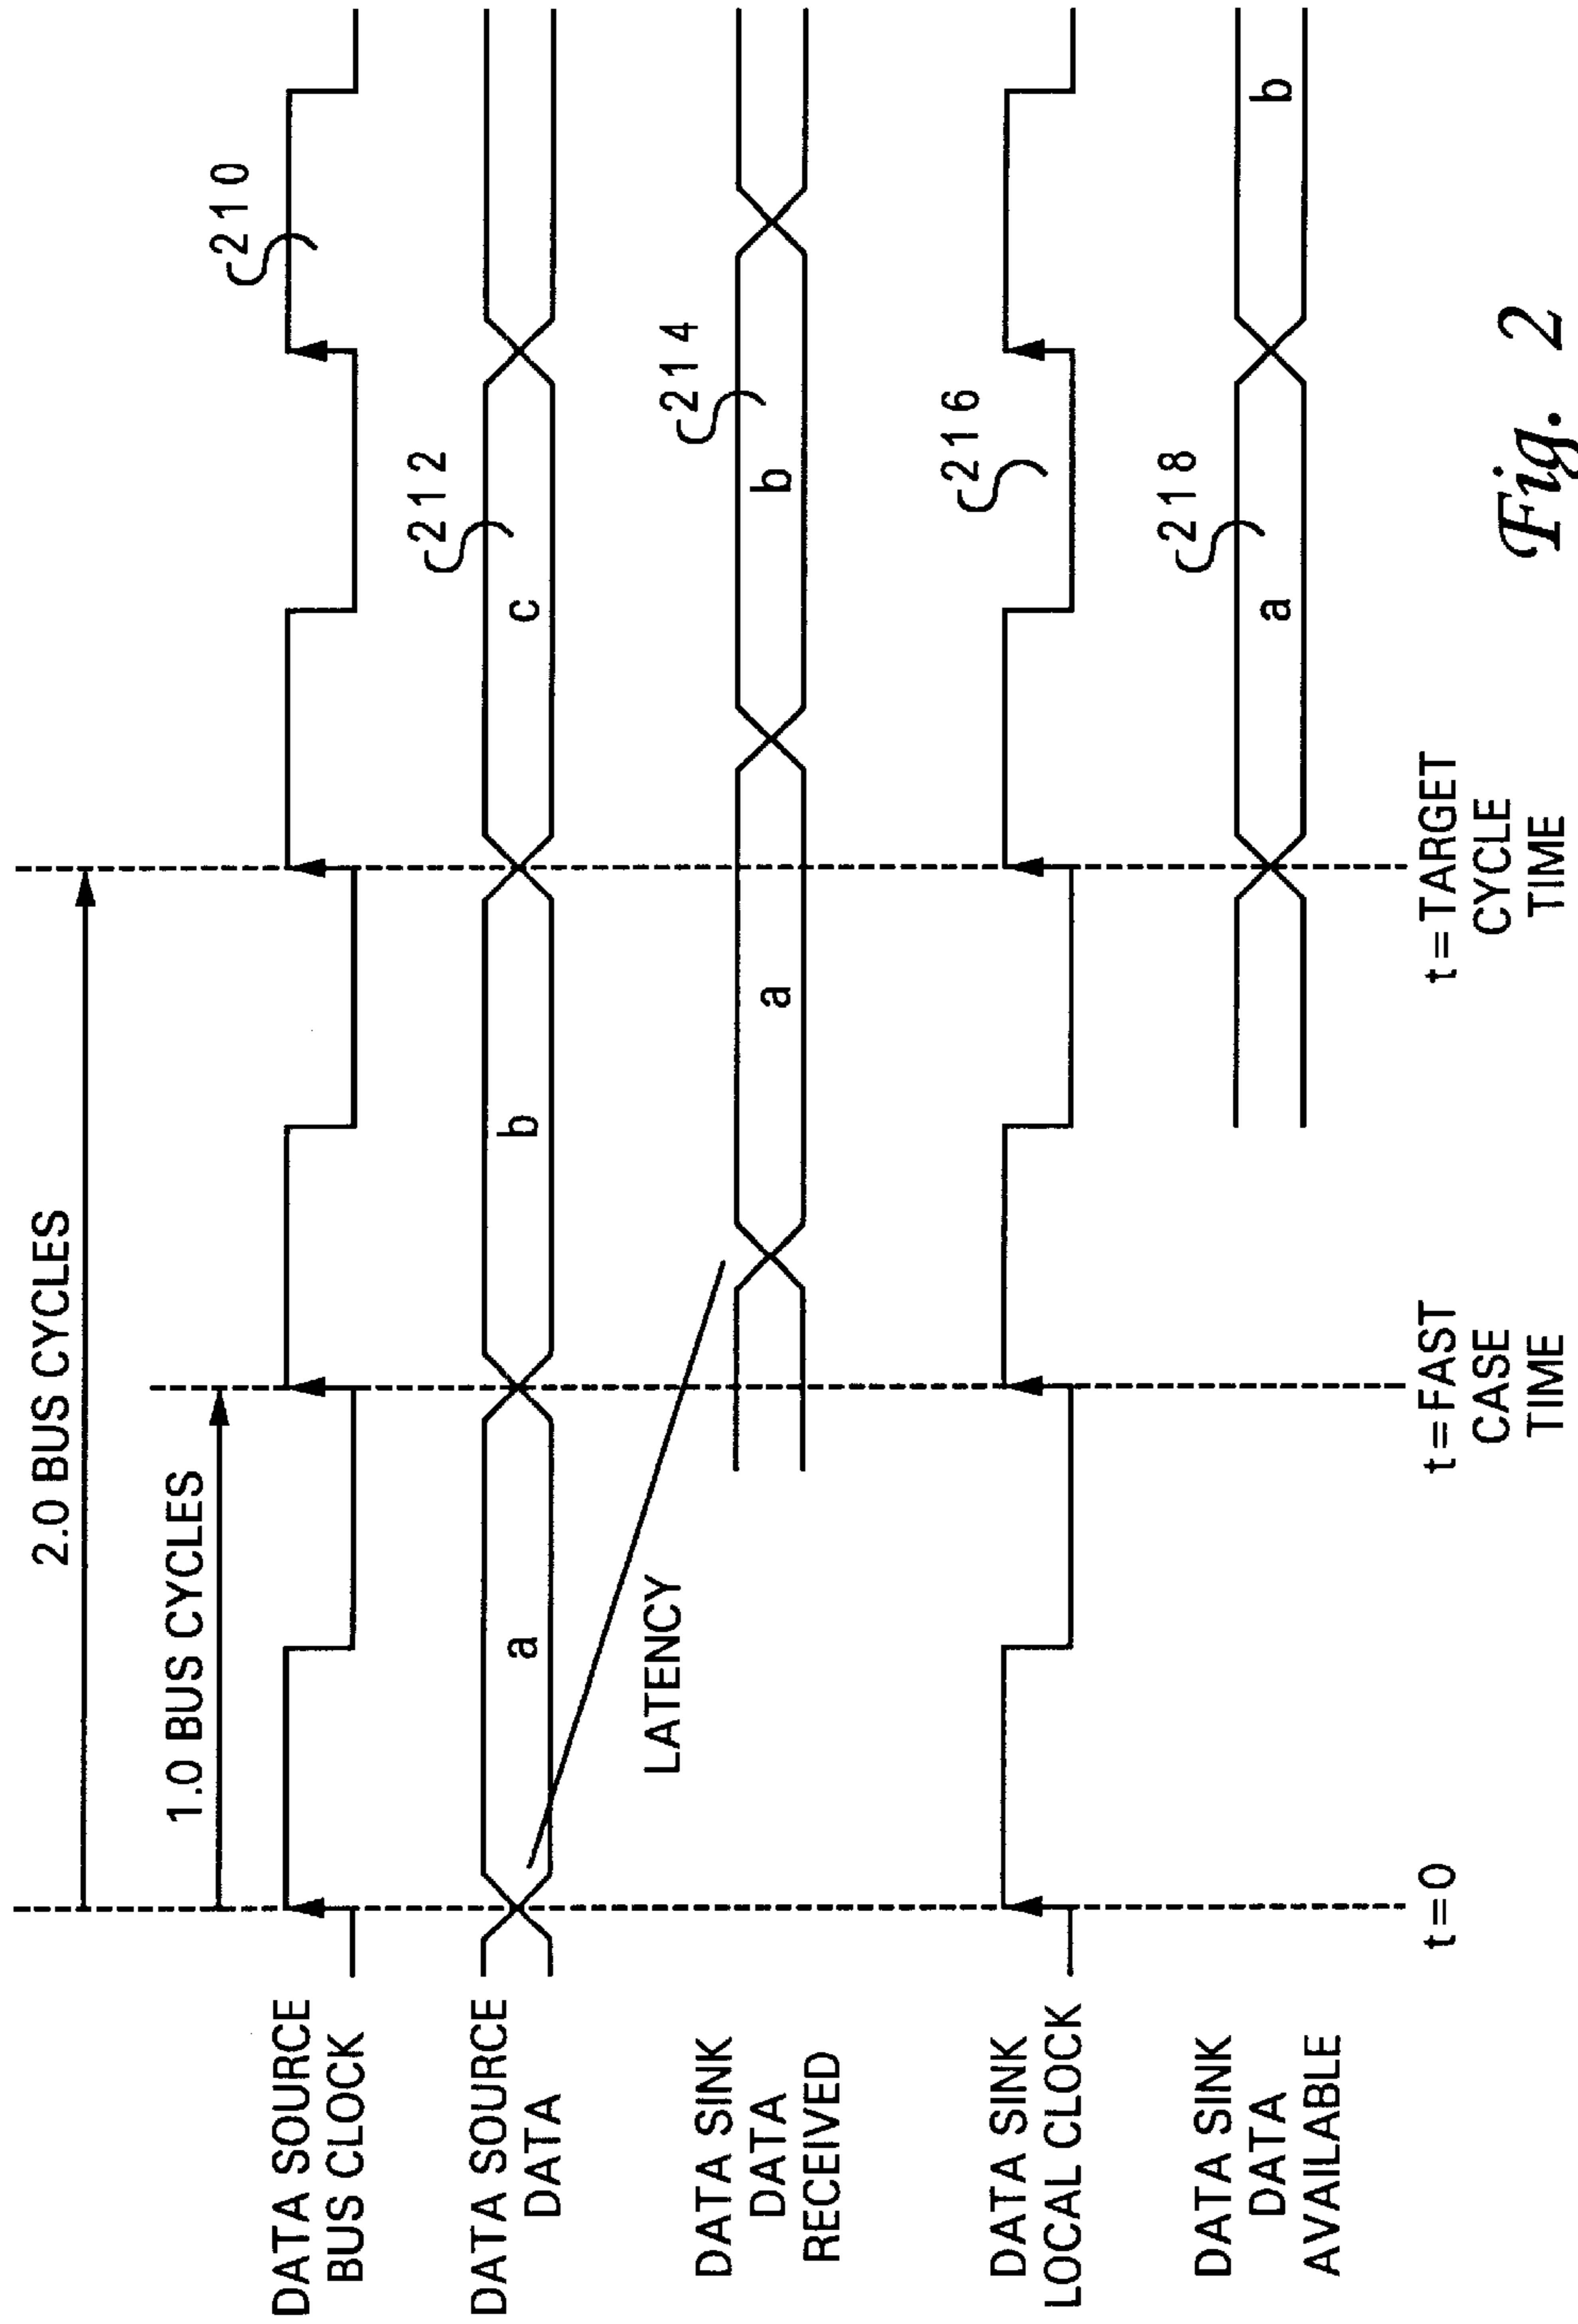 2.0 BUS CYCLES
1.0 BUS CYCLES
DATA SOURCE
BUS CLOCK
210
DATA SOURCE
DATA
a
b
c
212
LATENCY
DATA SINK
DATA
RECEIVED
a
b
214
DATA SINK
LOCAL CLOCK
216
DATA SINK
DATA
AVAILABLE
a
218
b
t=0
t=FAST
CASE
TIME
t=TARGET
CYCLE
TIME
Fig. 2